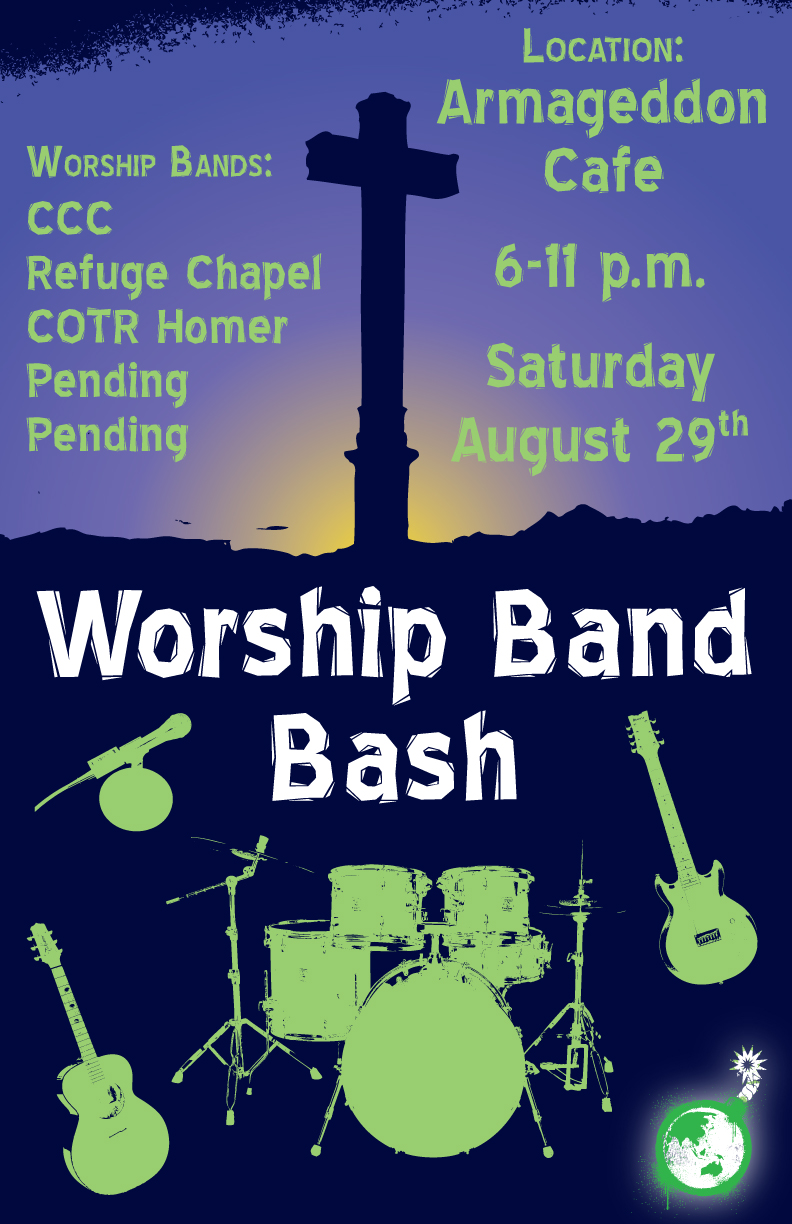 Location:
Armageddon
Cafe
6-11 p.m.
Saturday
August 29th
Worship Bands:
CCC
Refuge Chapel
COTR Homer
Pending
Pending
Worship Band
Bash